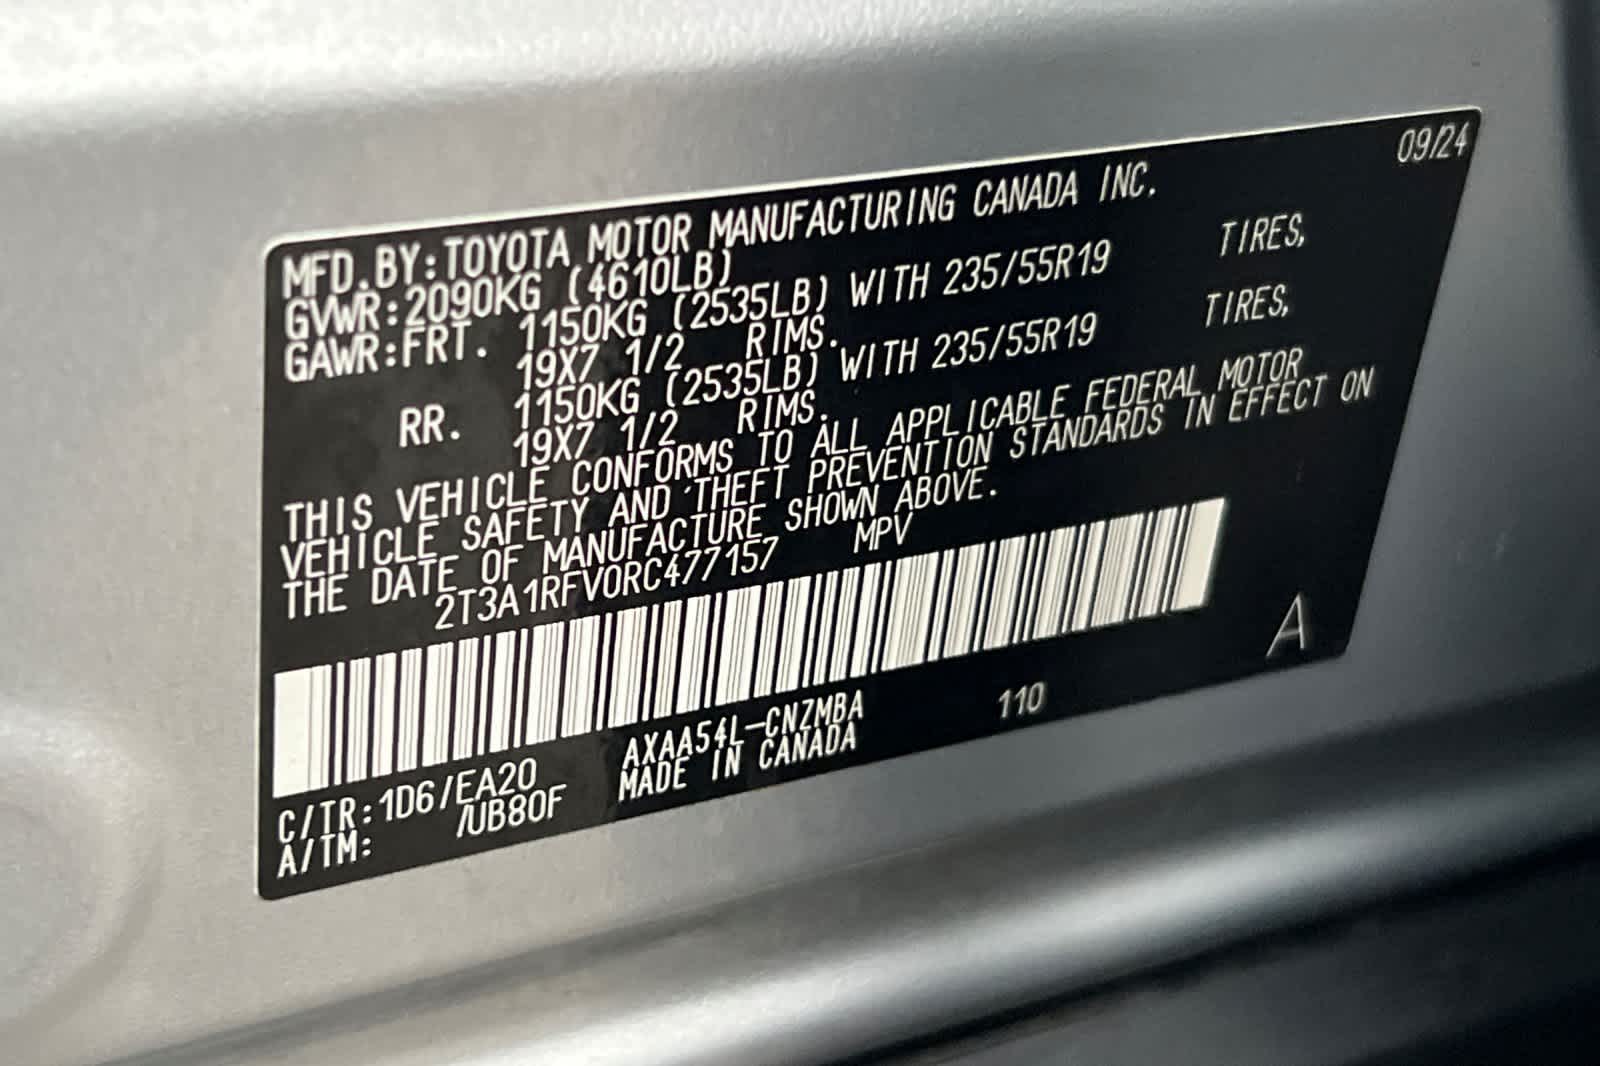 09/24
MFD.BY:TOYOTA MOTOR MANUFACTURING CANADA INC.
GVWR:2090KG (4610LB)
GAWR:FRT. 1150KG (2535LB) WITH 235/55R19 TIRES,
19X7 1/2 RIMS.
RR. 1150KG (2535LB) WITH 235/55R19 TIRES,
19X7 1/2 RIMS.
THIS VEHICLE CONFORMS TO ALL APPLICABLE FEDERAL MOTOR
VEHICLE SAFETY AND THEFT PREVENTION STANDARDS IN EFFECT ON
THE DATE OF MANUFACTURE SHOWN ABOVE.
2T3A1RFV0RC477157 MPV
A
C/TR:1D6/EA20 AXAA54L-CNZMBA 110
A/TM: /UB80F MADE IN CANADA